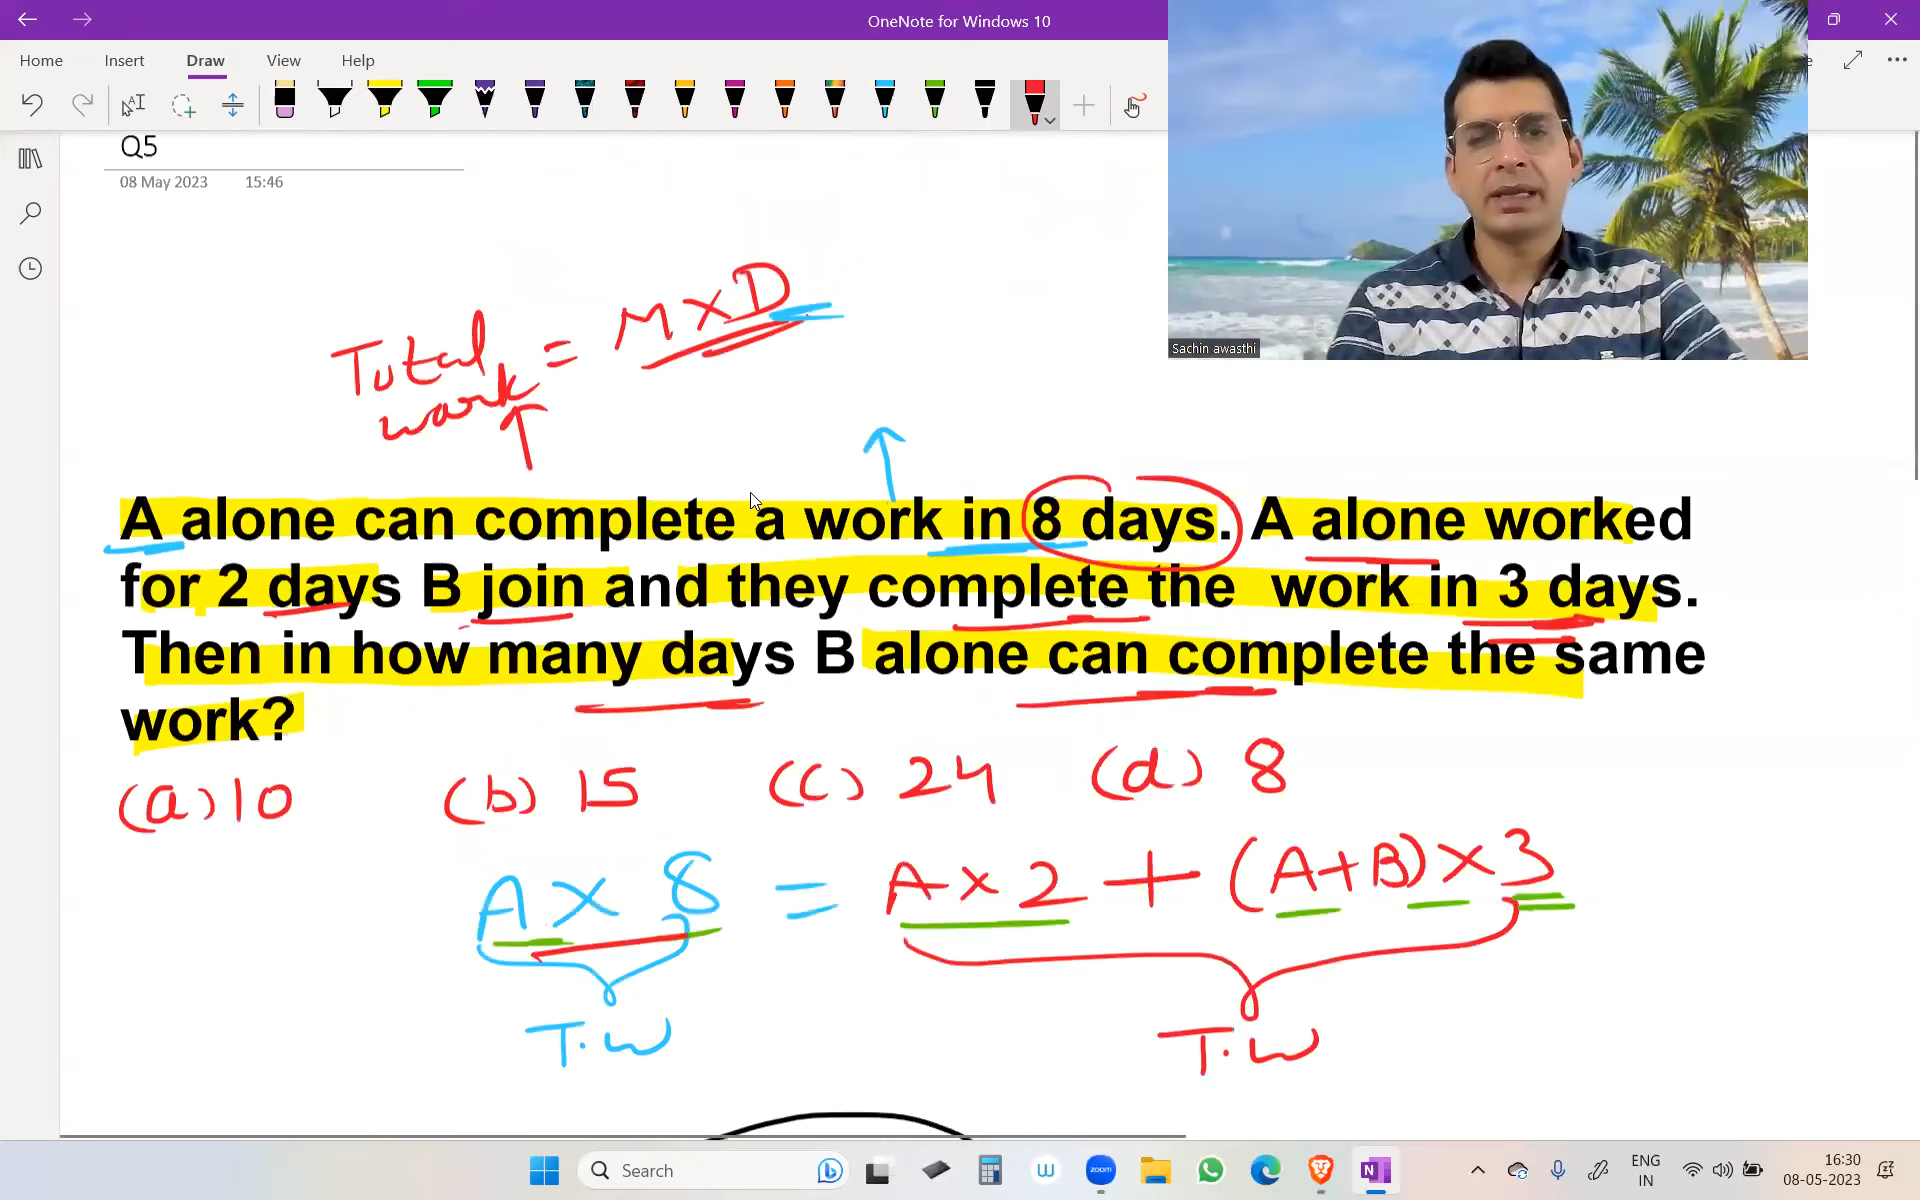 OneNote for Windows 10
Home Insert Draw View Help
Q5
08 May 2023 15:46
Sachin awasthi
Total = M×D
work
A alone can complete a work in 8 days. A alone worked
for 2 days B join and they complete the work in 3 days.
Then in how many days B alone can complete the same
work?
(a) 10 (b) 15 (c) 24 (d) 8
A × 8 = A × 2 + (A+B) × 3
T.W T.W
Search
zoom
ENG
IN
16:30
08-05-2023